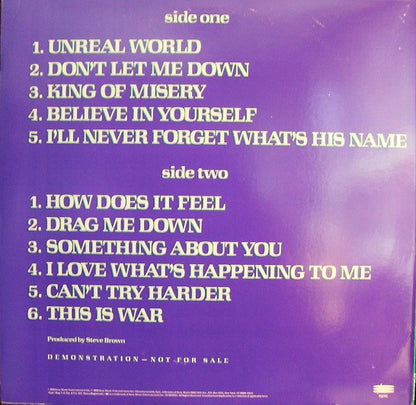 side one
1. UNREAL WORLD
2. DON'T LET ME DOWN
3. KING OF MISERY
4. BELIEVE IN YOURSELF
5. I'LL NEVER FORGET WHAT'S HIS NAME
side two
1. HOW DOES IT FEEL
2. DRAG ME DOWN
3. SOMETHING ABOUT YOU
4. I LOVE WHAT'S HAPPENING TO ME
5. CAN'T TRY HARDER
6. THIS IS WAR
Produced by Steve Brown
DEMONSTRATION – NOT FOR SALE
epic